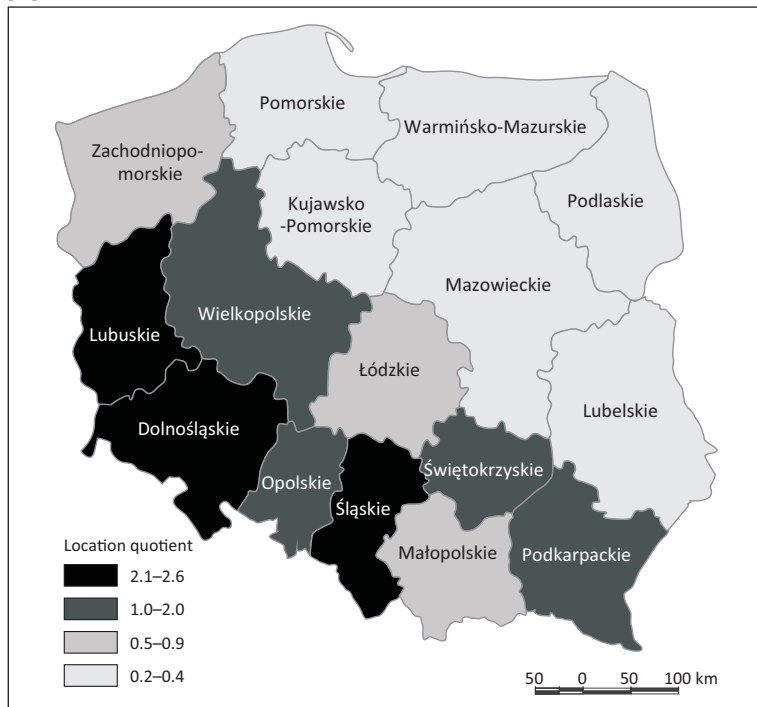 Pomorskie
Warmińsko-Mazurskie
Zachodniopo-
morskie
Podlaskie
Kujawsko
-Pomorskie
Mazowieckie
Wielkopolskie
Lubuskie
Łódzkie
Lubelskie
Dolnośląskie
Świętokrzyskie
Opolskie
Śląskie
Małopolskie
Podkarpackie
Location quotient
2.1–2.6
1.0–2.0
0.5–0.9
0.2–0.4
50 0 50 100 km